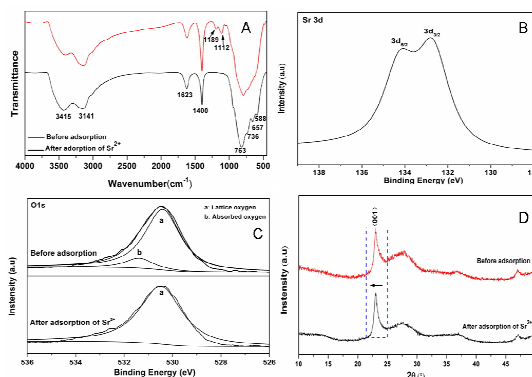 A
1189
1112
3415
3141
1623
1400
588
657
736
763
Before adsorption
After adorption of Sr2+
Transmittance
4000 3500 3000 2500 2000 1500 1000 500
Wavenumber(cm-1)
Sr 3d
B
3d5/2
3d3/2
Intensity (a.u)
138 136 134 132 130
Binding Energy (eV)
O1s
a: Lattice oxygen
b. Absorbed oxygen
a
b
C
Before adsorption
After adsorption of Sr2+
a
Intensity (a.u)
536 534 532 530 528 526
Binding Energy (eV)
(001)
D
Before adsorption
After adsorption of Sr2+
10 15 20 25 30 35 40 45